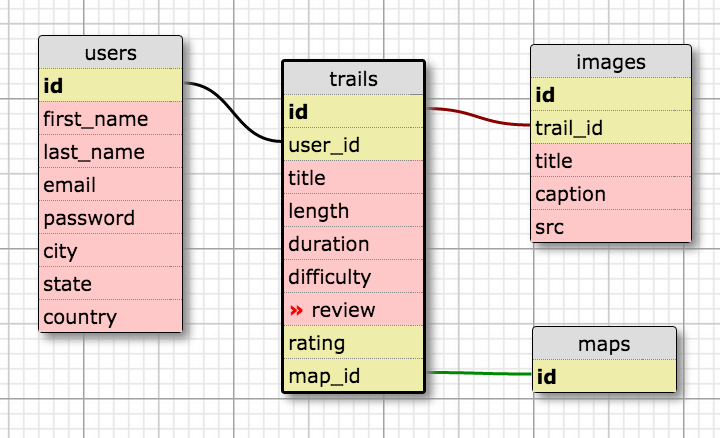 users
id
first_name
last_name
email
password
city
state
country
trails
id
user_id
title
length
duration
difficulty
» review
rating
map_id
images
id
trail_id
title
caption
src
maps
id